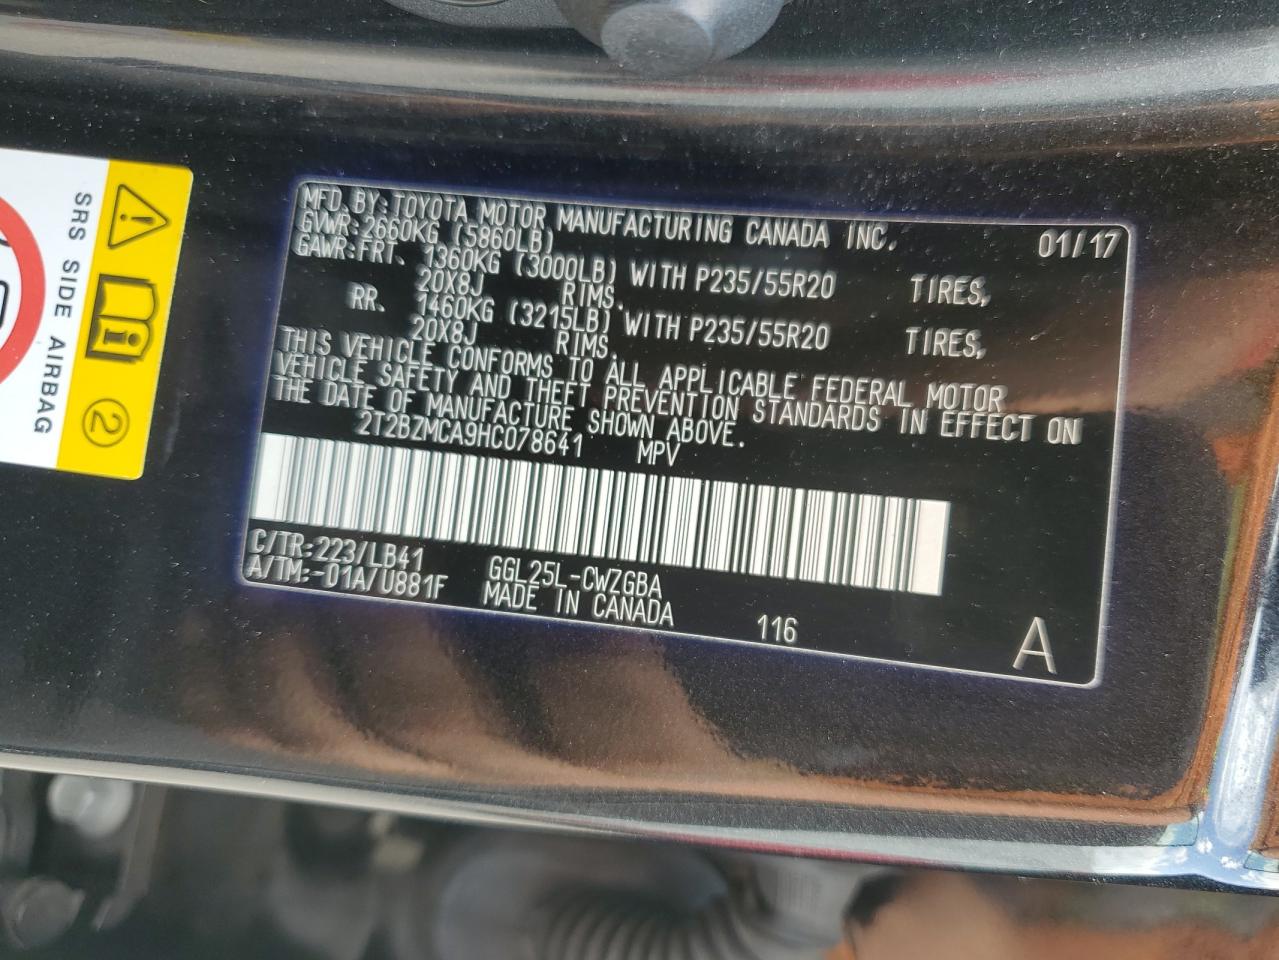 MFD. BY: TOYOTA MOTOR MANUFACTURING CANADA INC. 01/17
GVWR: 2660KG (5860LB)
GAWR: FRT. 1360KG (3000LB) WITH P235/55R20 TIRES,
20X8J RIMS.
RR. 1460KG (3215LB) WITH P235/55R20 TIRES,
20X8J RIMS.
THIS VEHICLE CONFORMS TO ALL APPLICABLE FEDERAL MOTOR
VEHICLE SAFETY AND THEFT PREVENTION STANDARDS IN EFFECT ON
THE DATE OF MANUFACTURE SHOWN ABOVE.
2T2BZMCA9HC078641 MPV
C/TR: 223/LB41 GGL25L-CWZGBA
A/TM: -01A/U881F MADE IN CANADA 116
A
SRS SIDE AIRBAG
2